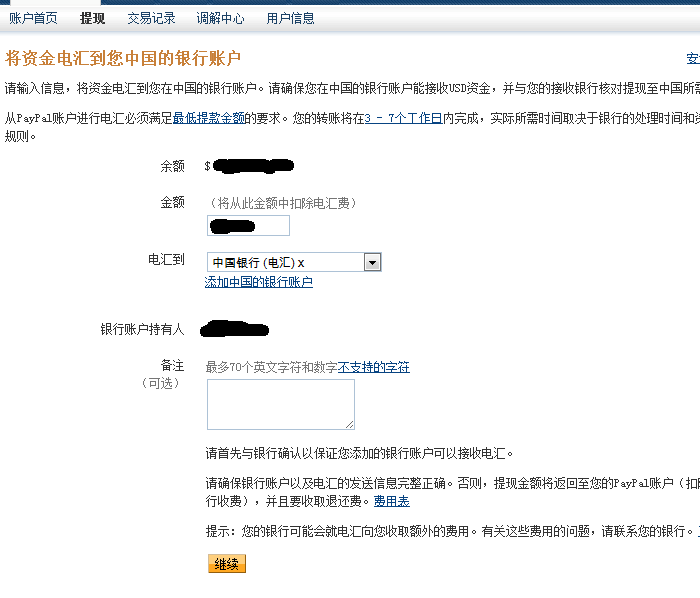 账户首页 提现 交易记录 调解中心 用户信息
将资金电汇到您中国的银行账户
请输入信息，将资金电汇到您在中国的银行账户。请确保您在中国的银行账户能接收USD资金，并与您的接收银行核对提现至中国所
从PayPal账户进行电汇必须满足最低提款金额的要求。您的转账将在3 - 7个工作日内完成，实际所需时间取决于银行的处理时间和
规则。
余额 $
金额 （将从此金额中扣除电汇费）
电汇到 中国银行 (电汇) x
添加中国的银行账户
银行账户持有人
备注 最多70个英文字符和数字不支持的字符
（可选）
请首先与银行确认以保证您添加的银行账户可以接收电汇。
请确保银行账户以及电汇的发送信息完整正确。否则，提现金额将返回至您的PayPal账户（扣
行收费），并且要收取退还费。费用表
提示：您的银行可能会就电汇向您收取额外的费用。有关这些费用的问题，请联系您的银行。
继续